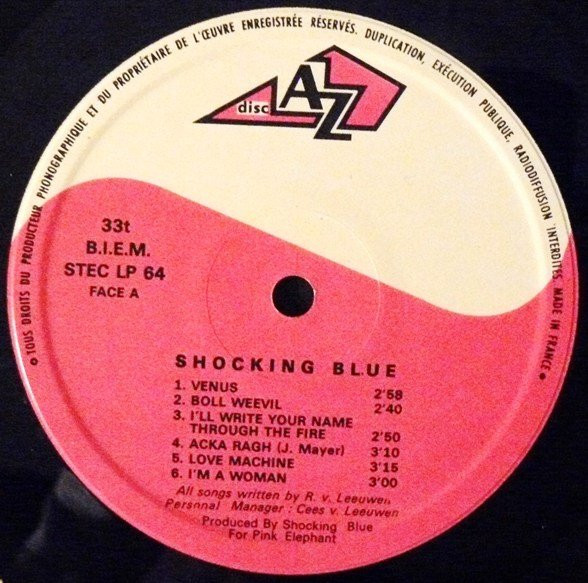 TOUS DROITS DU PRODUCTEUR PHONOGRAPHIQUE ET DU PROPRIÉTAIRE DE L'ŒUVRE ENREGISTRÉE RÉSERVÉS. DUPLICATION, EXÉCUTION PUBLIQUE, RADIODIFFUSION INTERDITES. MADE IN FRANCE
disc AZ
33t
B.I.E.M.
STEC LP 64
FACE A
SHOCKING BLUE
1. VENUS 2'58
2. BOLL WEEVIL 2'40
3. I'LL WRITE YOUR NAME
THROUGH THE FIRE 2'50
4. ACKA RAGH (J. Mayer) 3'10
5. LOVE MACHINE 3'15
6. I'M A WOMAN 3'00
All songs written by R. v. Leeuwen
Personal Manager : Cees v. Leeuwen
Produced By Shocking Blue
For Pink Elephant